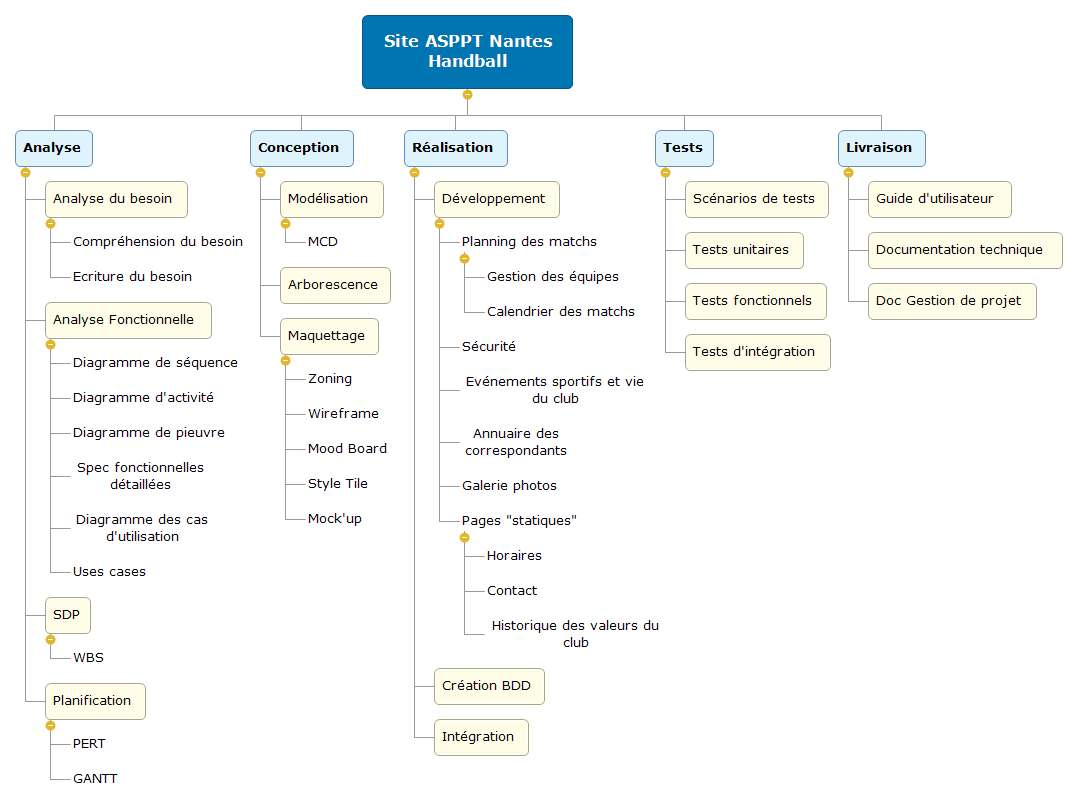 Site ASPPT Nantes
Handball
Analyse
Analyse du besoin
Compréhension du besoin
Ecriture du besoin
Analyse Fonctionnelle
Diagramme de séquence
Diagramme d'activité
Diagramme de pieuvre
Spec fonctionnelles
détaillées
Diagramme des cas
d'utilisation
Uses cases
SDP
WBS
Planification
PERT
GANTT
Conception
Modélisation
MCD
Arborescence
Maquettage
Zoning
Wireframe
Mood Board
Style Tile
Mock'up
Réalisation
Développement
Planning des matchs
Gestion des équipes
Calendrier des matchs
Sécurité
Evénements sportifs et vie
du club
Annuaire des
correspondants
Galerie photos
Pages "statiques"
Horaires
Contact
Historique des valeurs du
club
Création BDD
Intégration
Tests
Scénarios de tests
Tests unitaires
Tests fonctionnels
Tests d'intégration
Livraison
Guide d'utilisateur
Documentation technique
Doc Gestion de projet